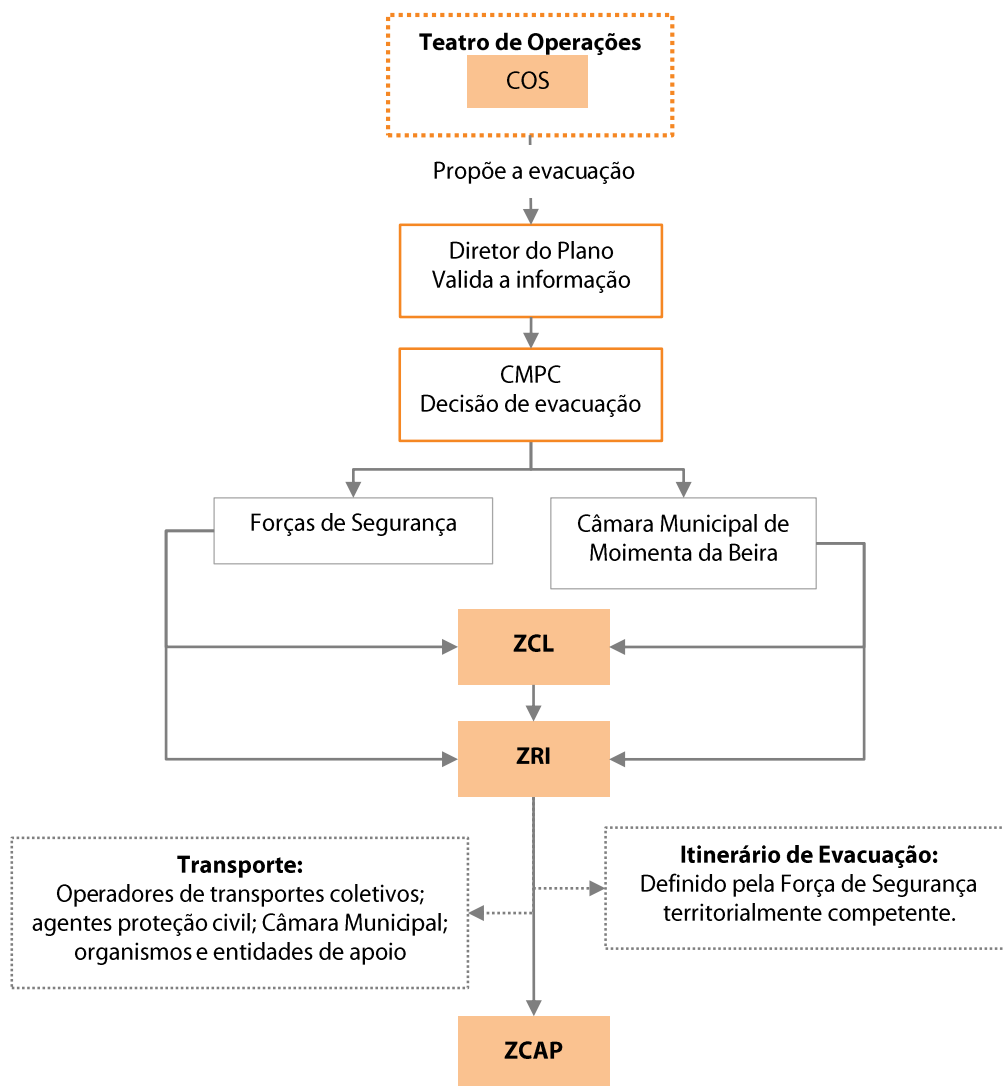 Teatro de Operações
COS
Propõe a evacuação
Diretor do Plano
Valida a informação
CMPC
Decisão de evacuação
Forças de Segurança
Câmara Municipal de
Moimenta da Beira
ZCL
ZRI
Transporte:
Operadores de transportes coletivos;
agentes proteção civil; Câmara Municipal;
organismos e entidades de apoio
Itinerário de Evacuação:
Definido pela Força de Segurança
territorialmente competente.
ZCAP